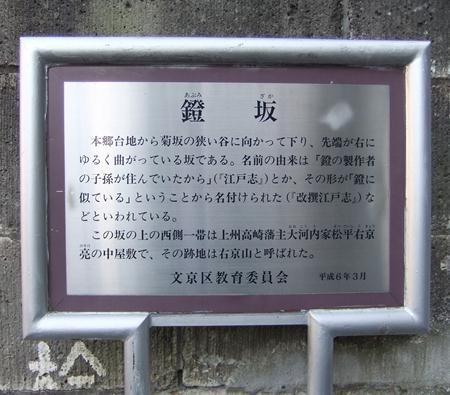 あぶみ ざか
鐙 坂
本郷台地から菊坂の狭い谷に向かって下り、先端が右に
ゆるく曲がっている坂である。名前の由来は「鐙の製作者
の子孫が住んでいたから」(『江戸志』)とか、その形が「鐙に
似ている」ということから名付けられた(『改撰江戸志』)な
どといわれている。
この坂の上の西側一帯は上州高崎藩主大河内家松平右京
亮の中屋敷で、その跡地は右京山と呼ばれた。
文京区教育委員会 平成6年3月